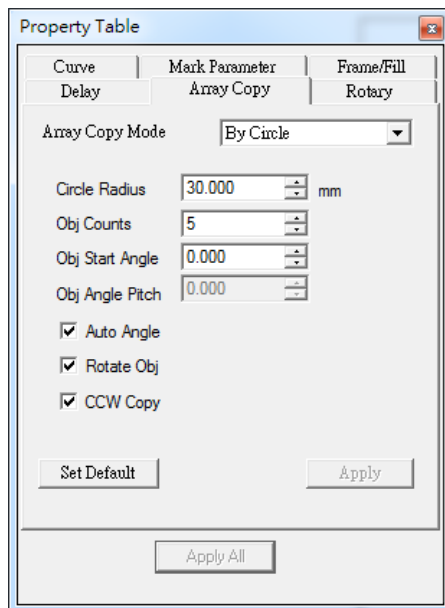 Property Table
Curve Mark Parameter Frame/Fill
Delay Array Copy Rotary
Array Copy Mode By Circle
Circle Radius 30.000 mm
Obj Counts 5
Obj Start Angle 0.000
Obj Angle Pitch 0.000
Auto Angle
Rotate Obj
CCW Copy
Set Default Apply
Apply All